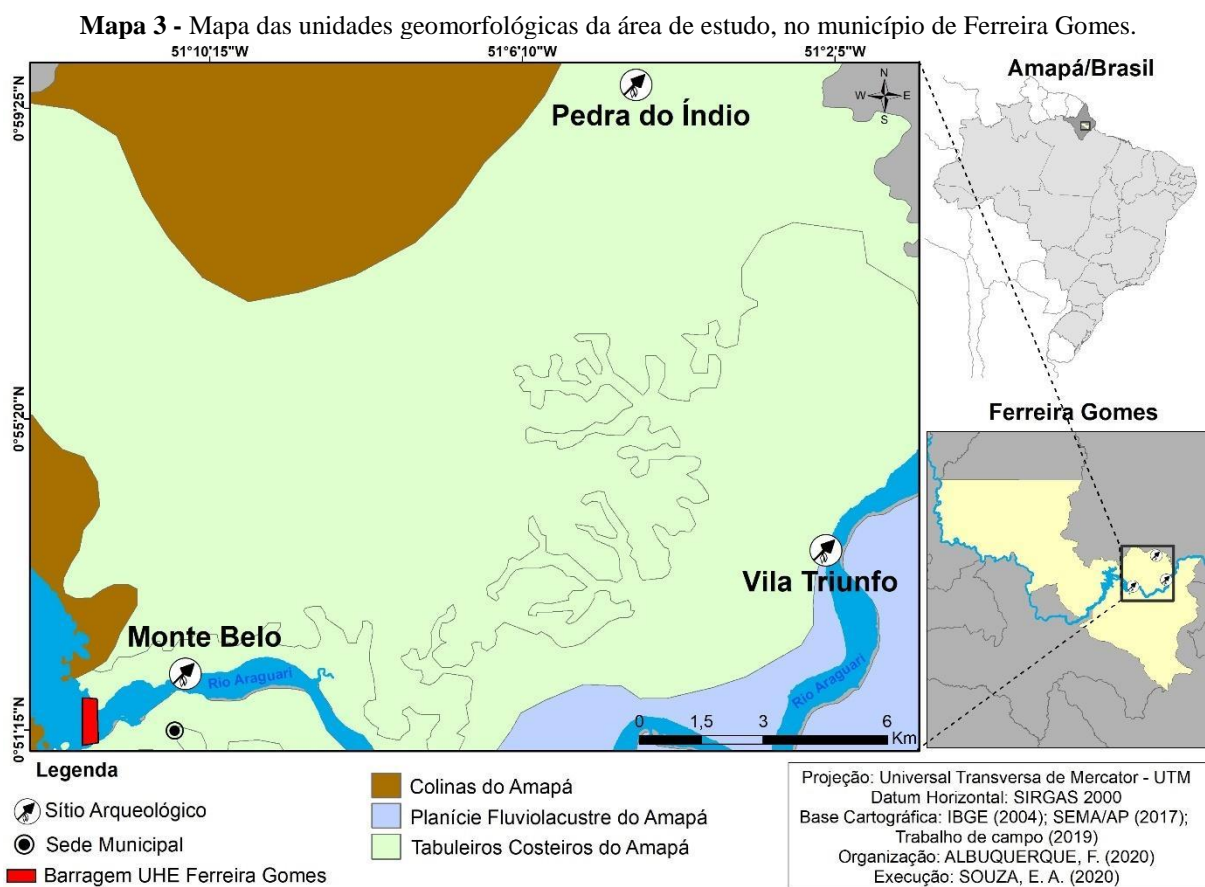 Mapa 3 - Mapa das unidades geomorfológicas da área de estudo, no município de Ferreira Gomes.
51°10'15"W
51°6'10"W
51°2'5"W
0°59'25"N
0°55'20"N
0°51'15"N
Pedra do Índio
N
W E
S
Vila Triunfo
Monte Belo
Rio Araguari
Rio Araguari
0 1,5 3 6
Km
Amapá/Brasil
Ferreira Gomes
Legenda
Sítio Arqueológico
Sede Municipal
Barragem UHE Ferreira Gomes
Colinas do Amapá
Planície Fluviolacustre do Amapá
Tabuleiros Costeiros do Amapá
Projeção: Universal Transversa de Mercator - UTM
Datum Horizontal: SIRGAS 2000
Base Cartográfica: IBGE (2004); SEMA/AP (2017);
Trabalho de campo (2019)
Organização: ALBUQUERQUE, F. (2020)
Execução: SOUZA, E. A. (2020)